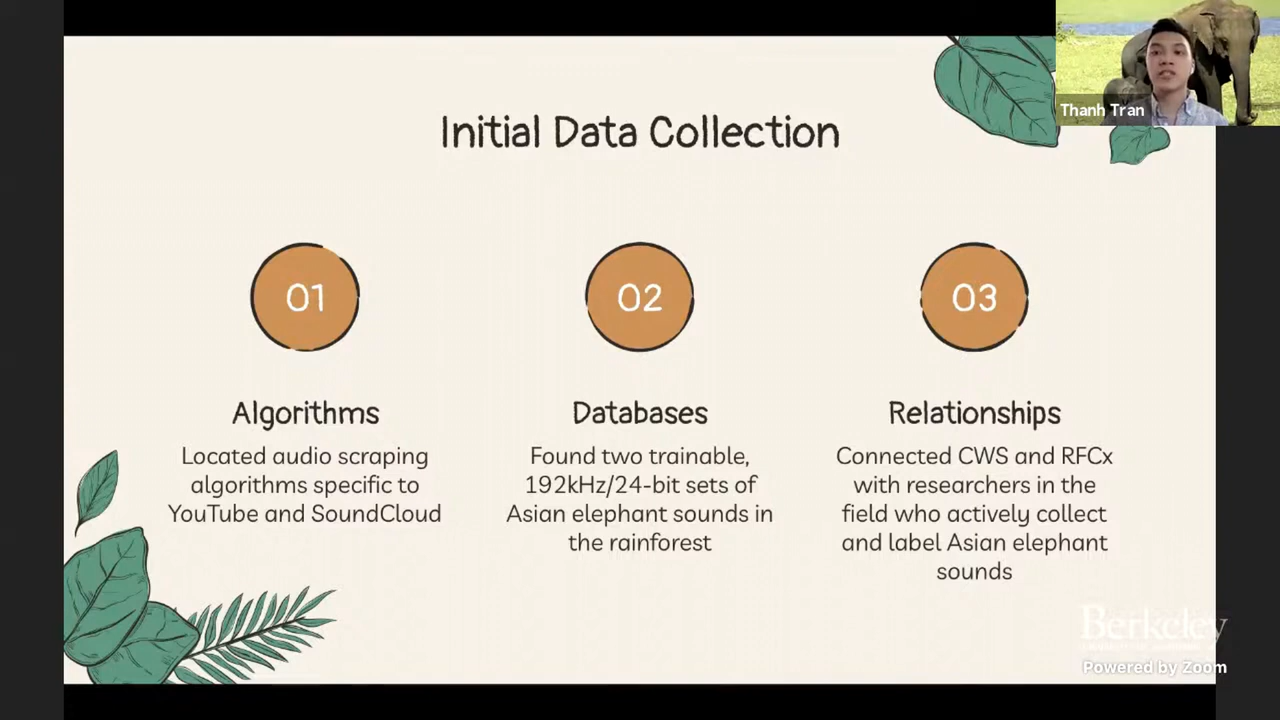 Thanh Tran
Initial Data Collection
01
02
03
Algorithms
Located audio scraping
algorithms specific to
YouTube and SoundCloud
Databases
Found two trainable,
192kHz/24-bit sets of
Asian elephant sounds in
the rainforest
Relationships
Connected CWS and RFCx
with researchers in the
field who actively collect
and label Asian elephant
sounds
Berkeley
Powered by Zoom